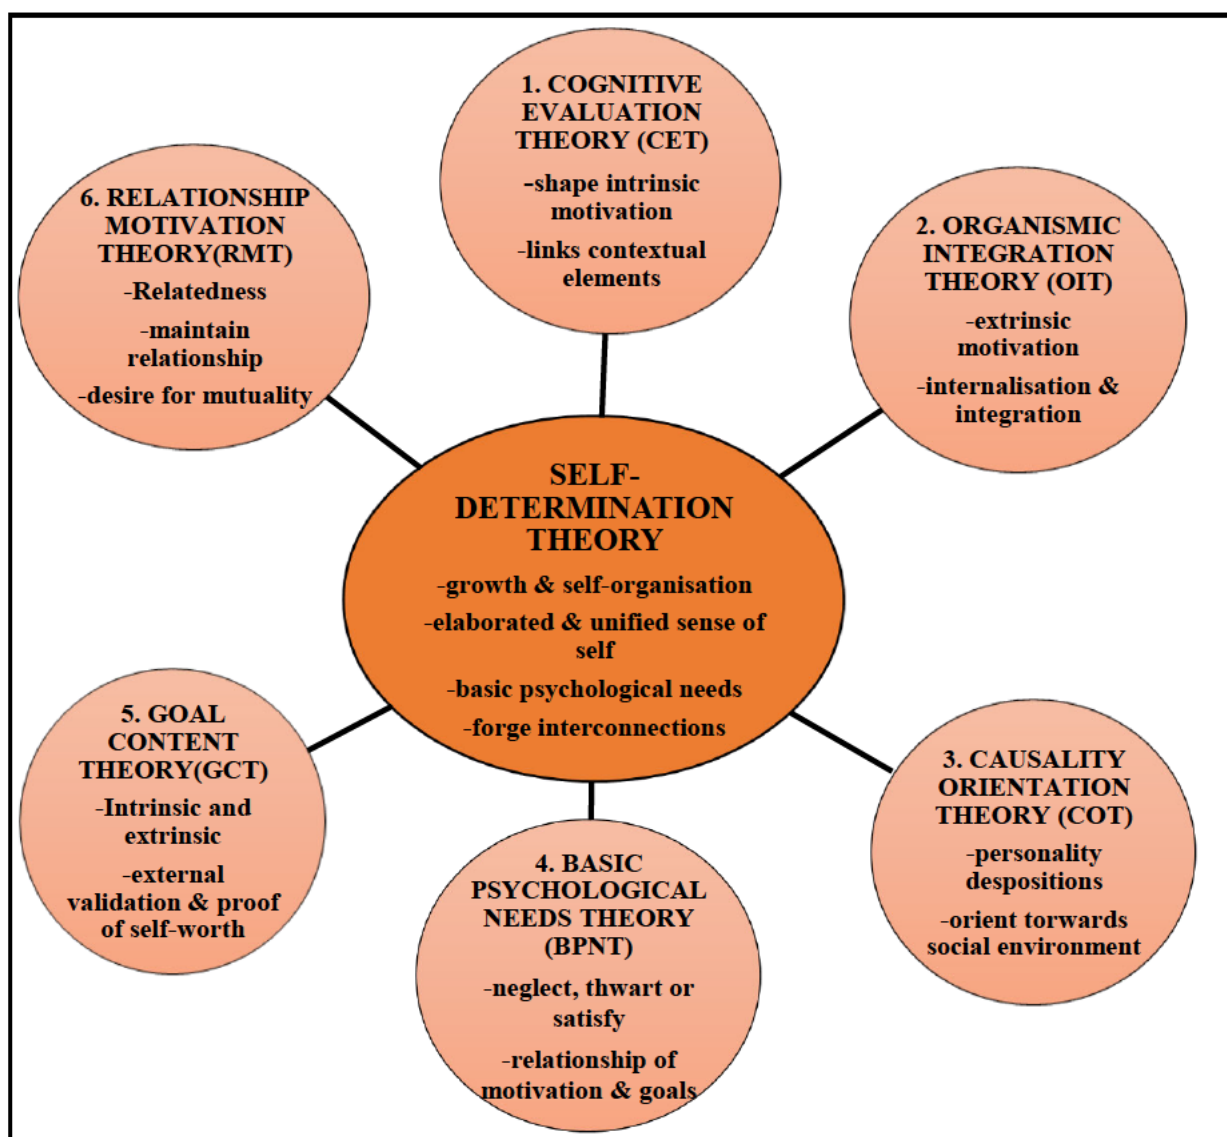 1. COGNITIVE
EVALUATION
THEORY (CET)
-shape intrinsic
motivation
-links contextual
elements
2. ORGANISMIC
INTEGRATION
THEORY (OIT)
-extrinsic
motivation
-internalisation &
integration
3. CAUSALITY
ORIENTATION
THEORY (COT)
-personality
despositions
-orient torwards
social environment
4. BASIC
PSYCHOLOGICAL
NEEDS THEORY
(BPNT)
-neglect, thwart or
satisfy
-relationship of
motivation & goals
5. GOAL
CONTENT
THEORY(GCT)
-Intrinsic and
extrinsic
-external
validation & proof
of self-worth
6. RELATIONSHIP
MOTIVATION
THEORY(RMT)
-Relatedness
-maintain
relationship
-desire for mutuality
SELF-
DETERMINATION
THEORY
-growth & self-organisation
-elaborated & unified sense of
self
-basic psychological needs
-forge interconnections